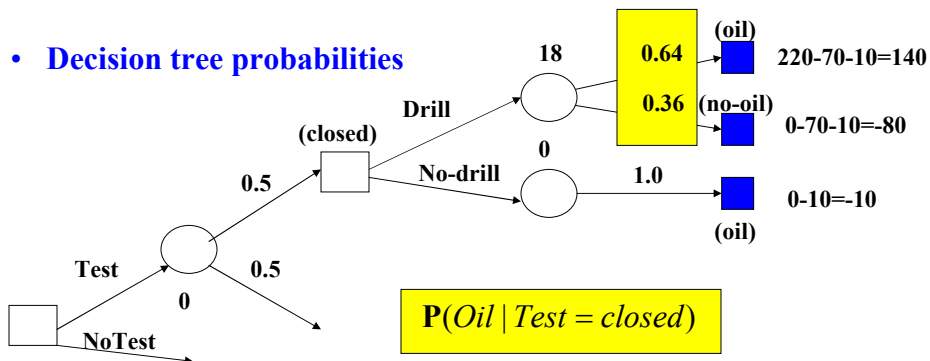 (oil)
18
0.64
220-70-10=140
• Decision tree probabilities
Drill
0.36
(no-oil)
0-70-10=-80
(closed)
0
No-drill
1.0
0.5
0-10=-10
(oil)
Test
0.5
0
P(Oil | Test = closed)
NoTest